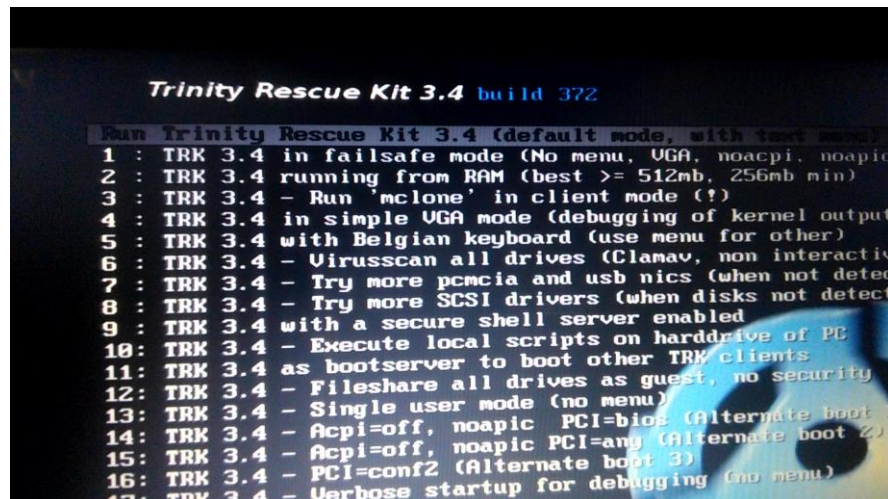 Trinity Rescue Kit 3.4 build 372
Run Trinity Rescue Kit 3.4 (default mode, with text menu)
1 : TRK 3.4 in failsafe mode (No menu, VGA, noacpi, noapic
2 : TRK 3.4 running from RAM (best >= 512mb, 256mb min)
3 : TRK 3.4 - Run 'mclone' in client mode (!)
4 : TRK 3.4 in simple VGA mode (debugging of kernel output
5 : TRK 3.4 with Belgian keyboard (use menu for other)
6 : TRK 3.4 - Virusscan all drives (Clamav, non interactiv
7 : TRK 3.4 - Try more pcmcia and usb nics (when not detec
8 : TRK 3.4 - Try more SCSI drivers (when disks not detect
9 : TRK 3.4 with a secure shell server enabled
10: TRK 3.4 - Execute local scripts on harddrive of PC
11: TRK 3.4 as bootserver to boot other TRK clients
12: TRK 3.4 - Fileshare all drives as guest, no security
13: TRK 3.4 - Single user mode (no menu)
14: TRK 3.4 - Acpi=off, noapic PCI=bios (Alternate boot
15: TRK 3.4 - Acpi=off, noapic PCI=any (Alternate boot 2)
16: TRK 3.4 - PCI=conf2 (Alternate boot 3)
17: TRK 3.4 - Verbose startup for debugging (no menu)